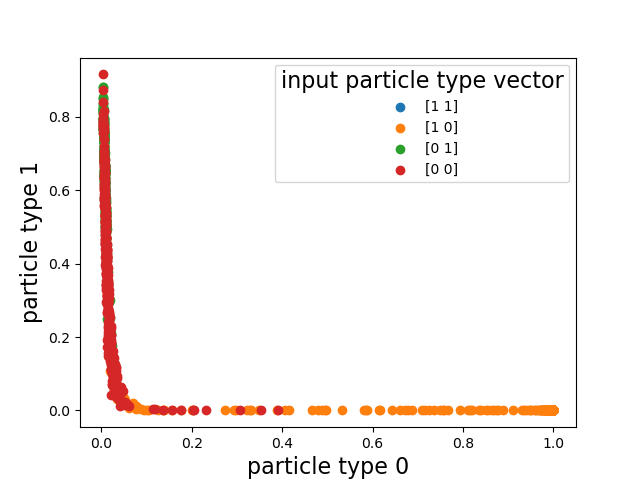 input particle type vector
[1 1]
[1 0]
[0 1]
[0 0]
particle type 1
0.8
0.6
0.4
0.2
0.0
0.0 0.2 0.4 0.6 0.8 1.0
particle type 0